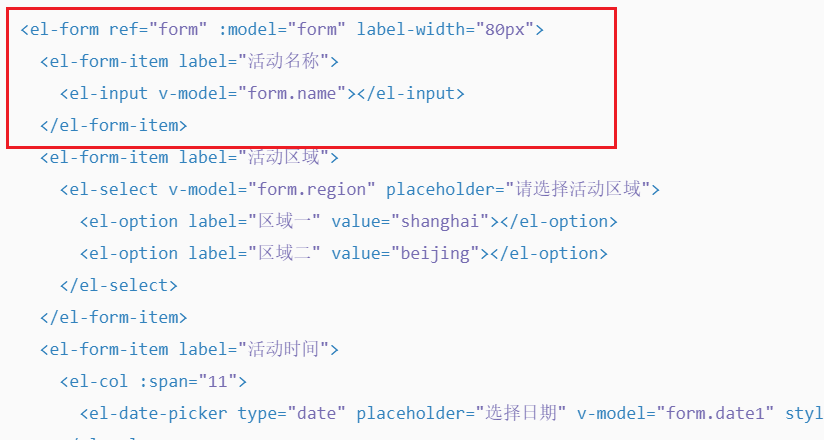 <el-form ref="form" :model="form" label-width="80px">
<el-form-item label="活动名称">
<el-input v-model="form.name"></el-input>
</el-form-item>
<el-form-item label="活动区域">
<el-select v-model="form.region" placeholder="请选择活动区域">
<el-option label="区域一" value="shanghai"></el-option>
<el-option label="区域二" value="beijing"></el-option>
</el-select>
</el-form-item>
<el-form-item label="活动时间">
<el-col :span="11">
<el-date-picker type="date" placeholder="选择日期" v-model="form.date1" styl